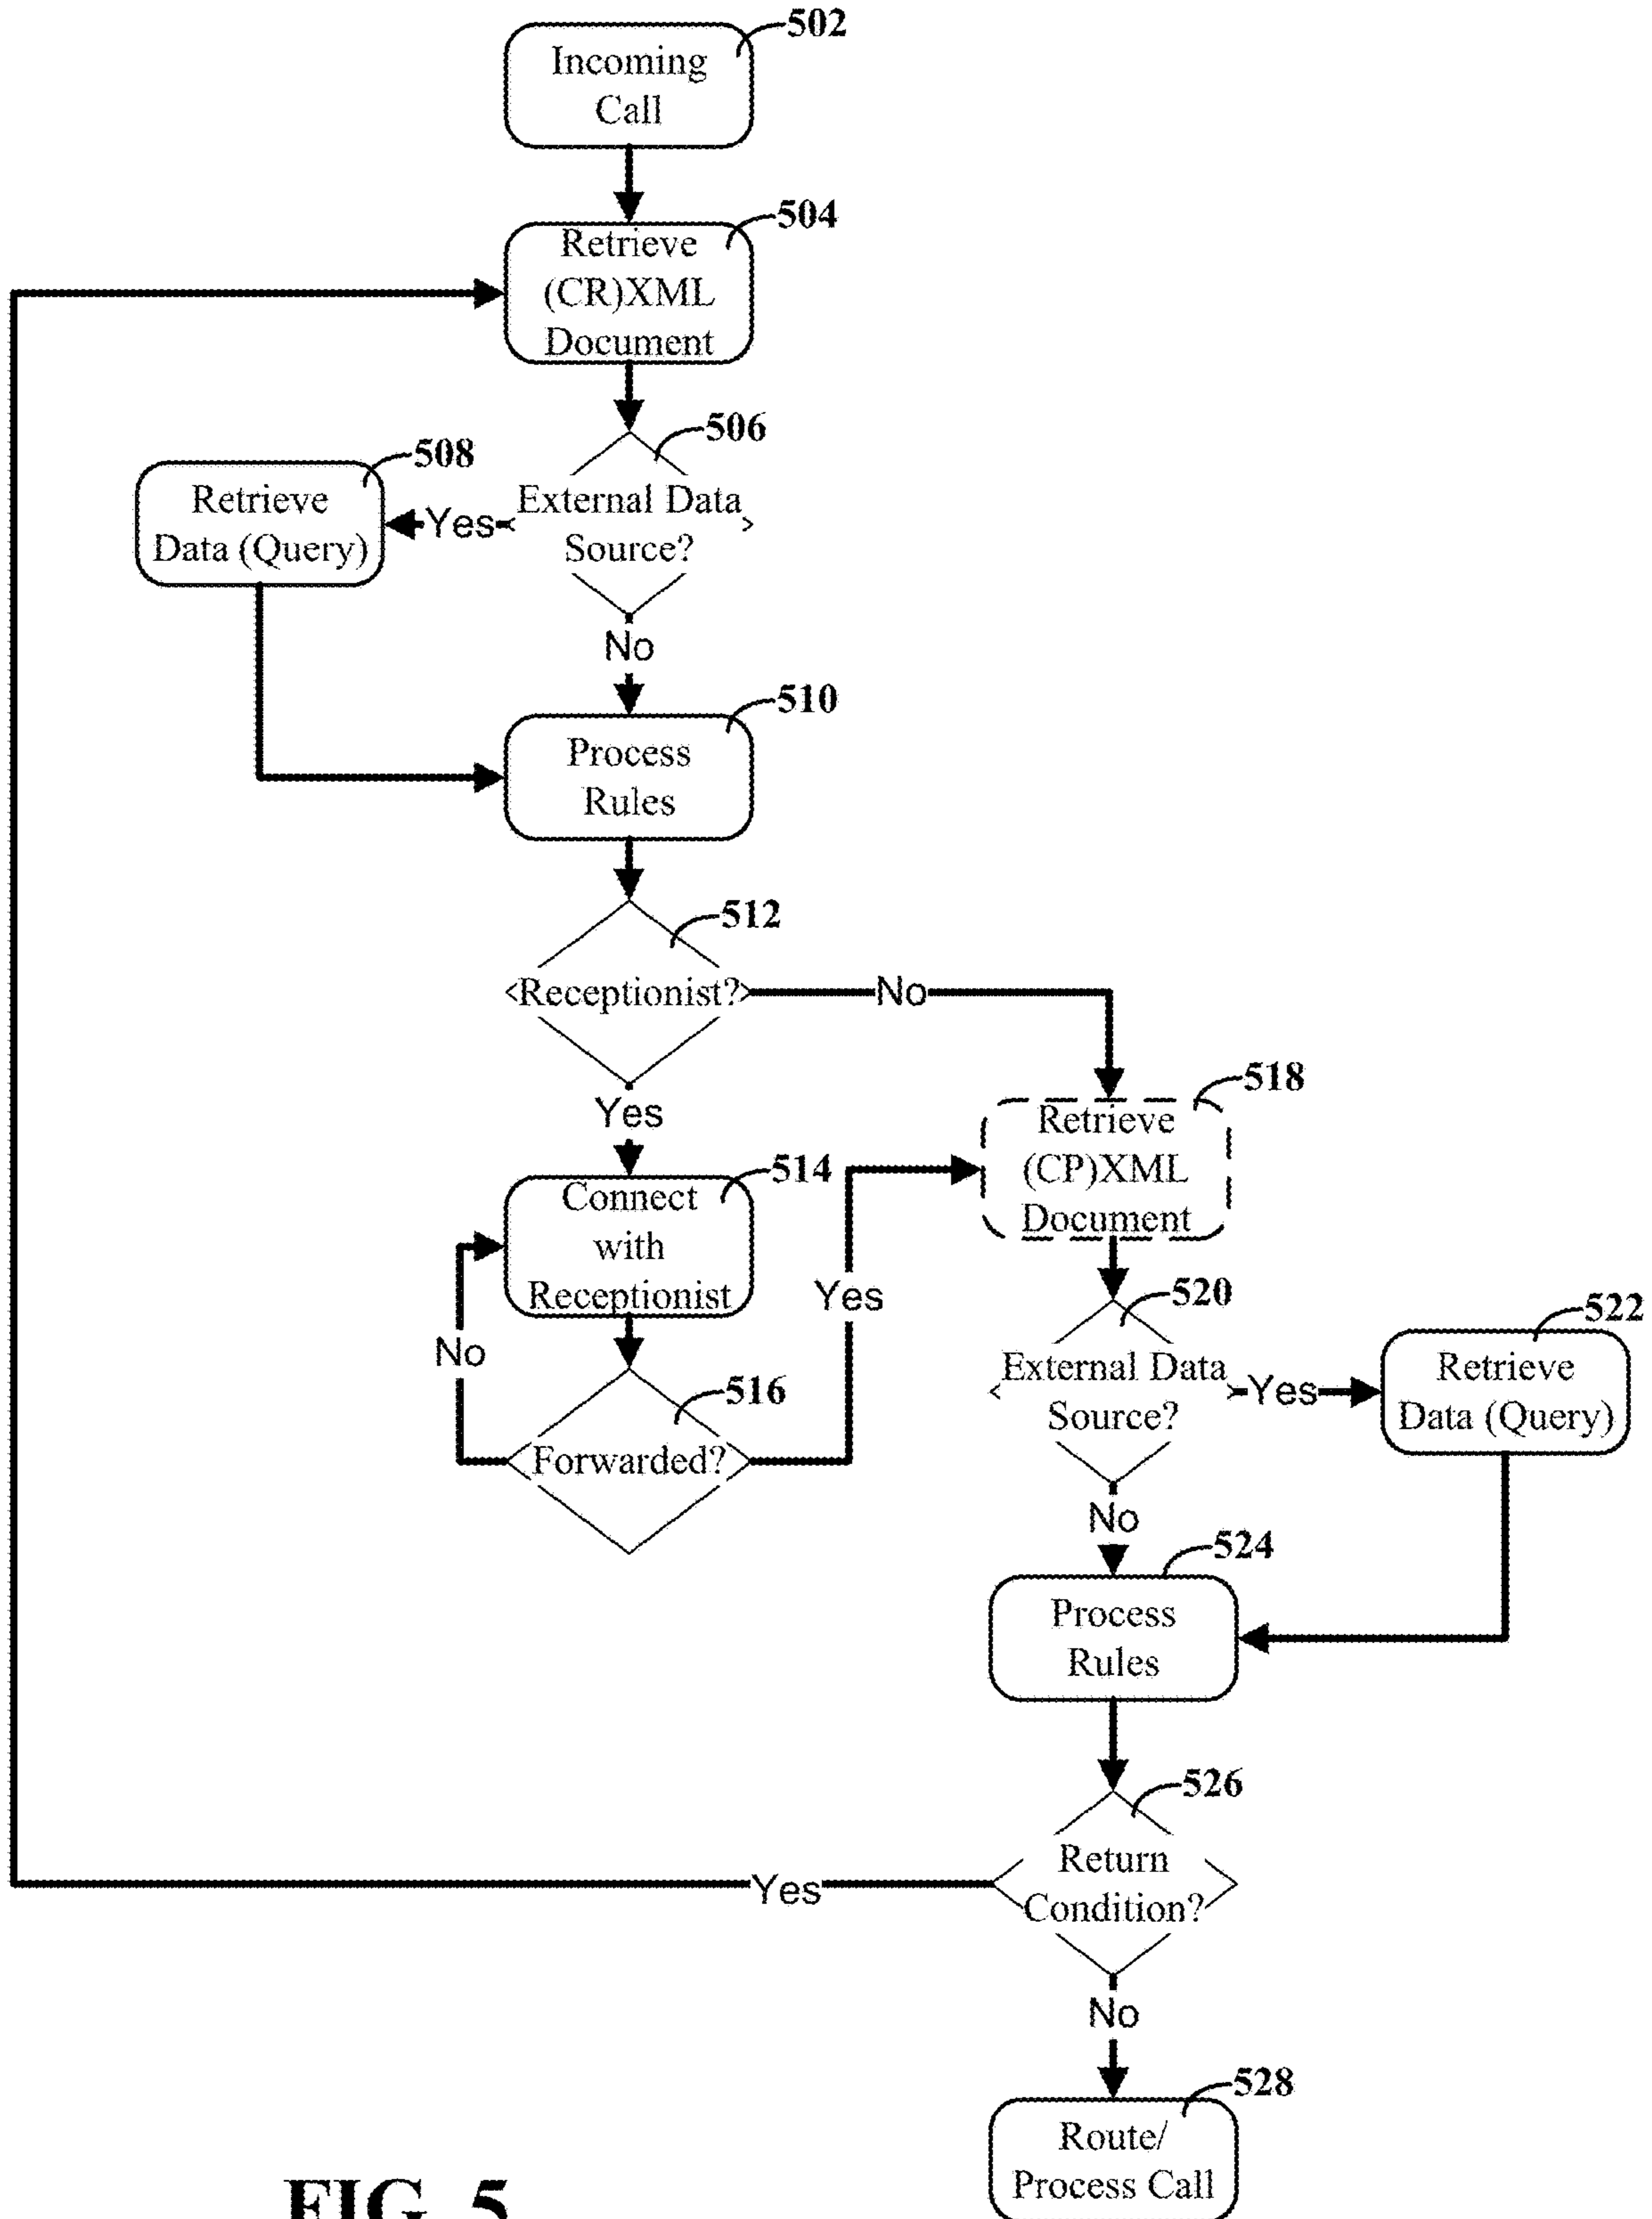 502
Incoming
Call
504
Retrieve
(CR)XML
Document
506
External Data
Source?
Yes
508
Retrieve
Data (Query)
No
510
Process
Rules
512
Receptionist?
No
Yes
514
Connect
with
Receptionist
516
Forwarded?
No
Yes
518
Retrieve
(CP)XML
Document
520
External Data
Source?
Yes
522
Retrieve
Data (Query)
No
524
Process
Rules
526
Return
Condition?
Yes
No
528
Route/
Process Call
FIG. 5